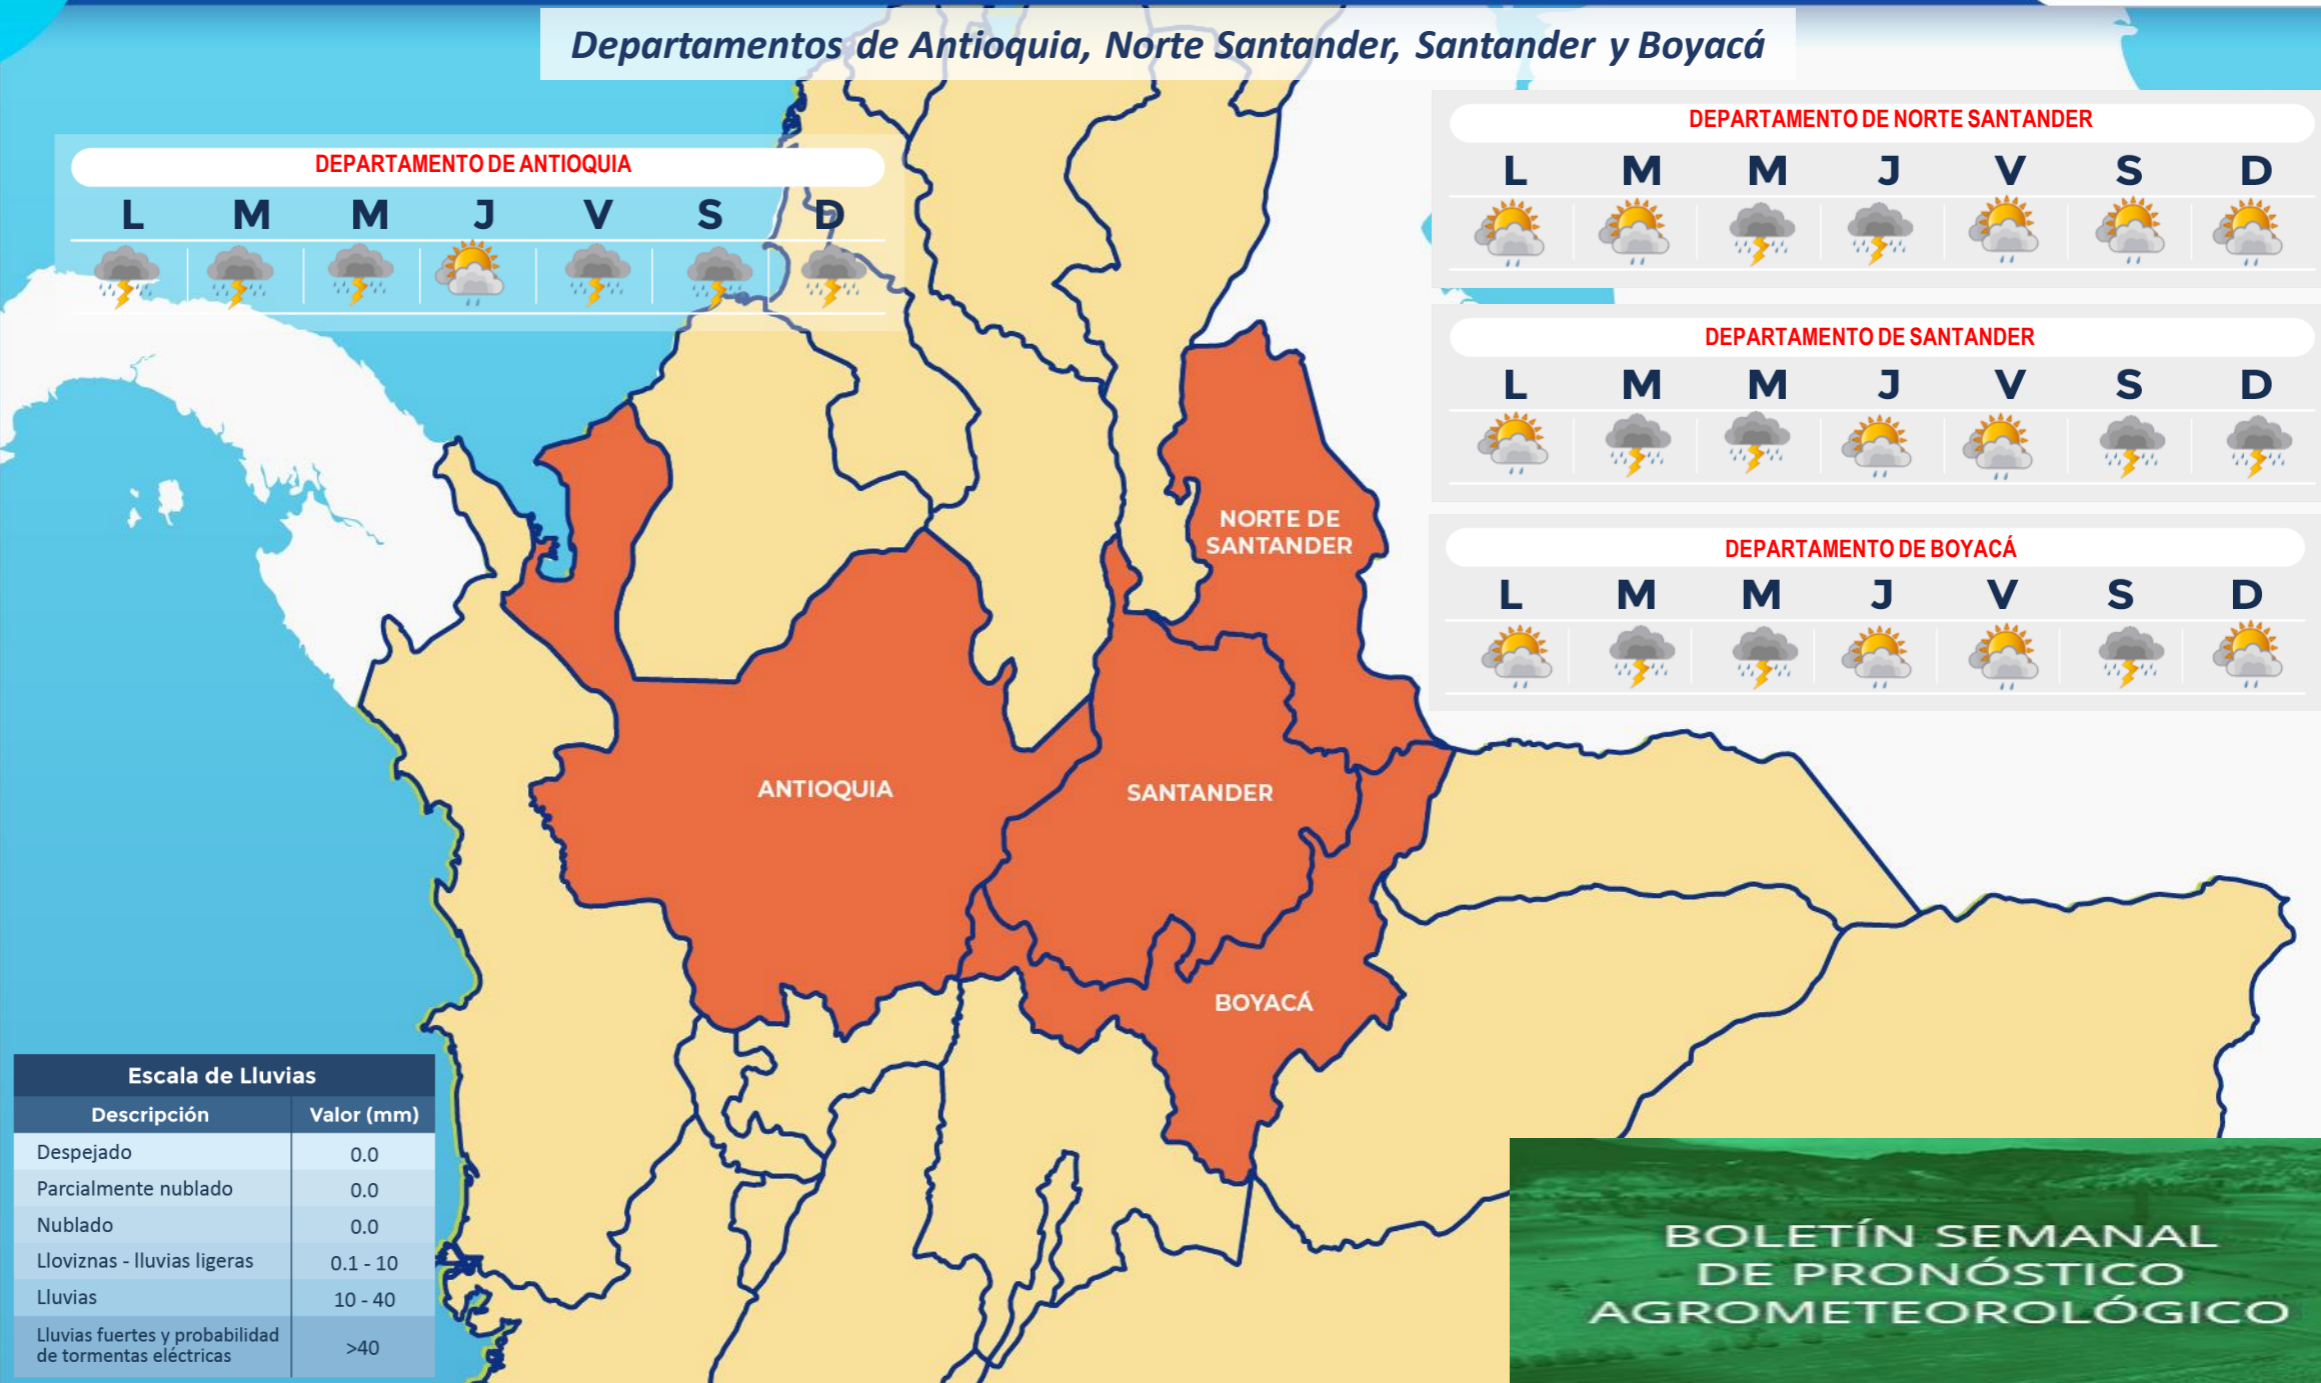 Departamentos de Antioquia, Norte Santander, Santander y Boyacá
DEPARTAMENTO DE ANTIOQUIA
L M M J V S D
DEPARTAMENTO DE NORTE SANTANDER
L M M J V S D
DEPARTAMENTO DE SANTANDER
L M M J V S D
DEPARTAMENTO DE BOYACÁ
L M M J V S D
NORTE DE
SANTANDER
ANTIOQUIA
SANTANDER
BOYACÁ
Escala de Lluvias
Descripción Valor (mm)
Despejado 0.0
Parcialmente nublado 0.0
Nublado 0.0
Lloviznas - lluvias ligeras 0.1 - 10
Lluvias 10 - 40
Lluvias fuertes y probabilidad
de tormentas eléctricas >40
BOLETÍN SEMANAL
DE PRONÓSTICO
AGROMETEOROLÓGICO